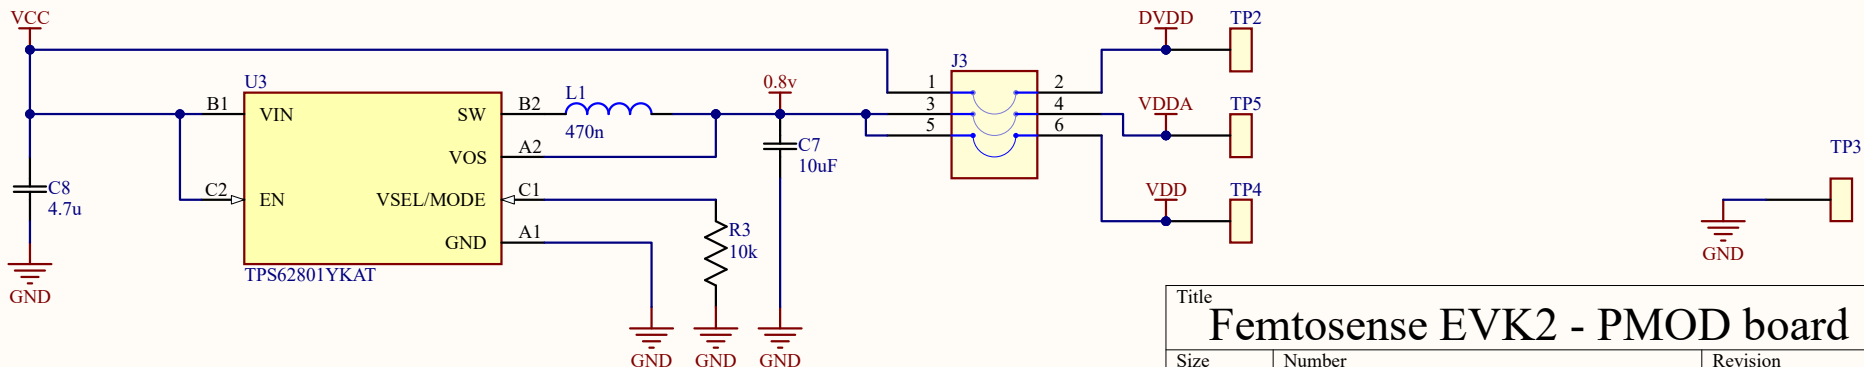 VCC
DVDD
TP2
U3
J3
L1
0.8v
B1
VIN
SW
B2
470n
1
2
3
4
5
6
VDDA
TP5
VOS
A2
C7
10uF
TP3
C8
4.7u
C2
EN
VSEL/MODE
C1
VDD
TP4
R3
10k
GND
A1
TPS62801YKAT
GND
GND
GND
GND
GND
Title
Femtosense EVK2 - PMOD board
Size
Number
Revision